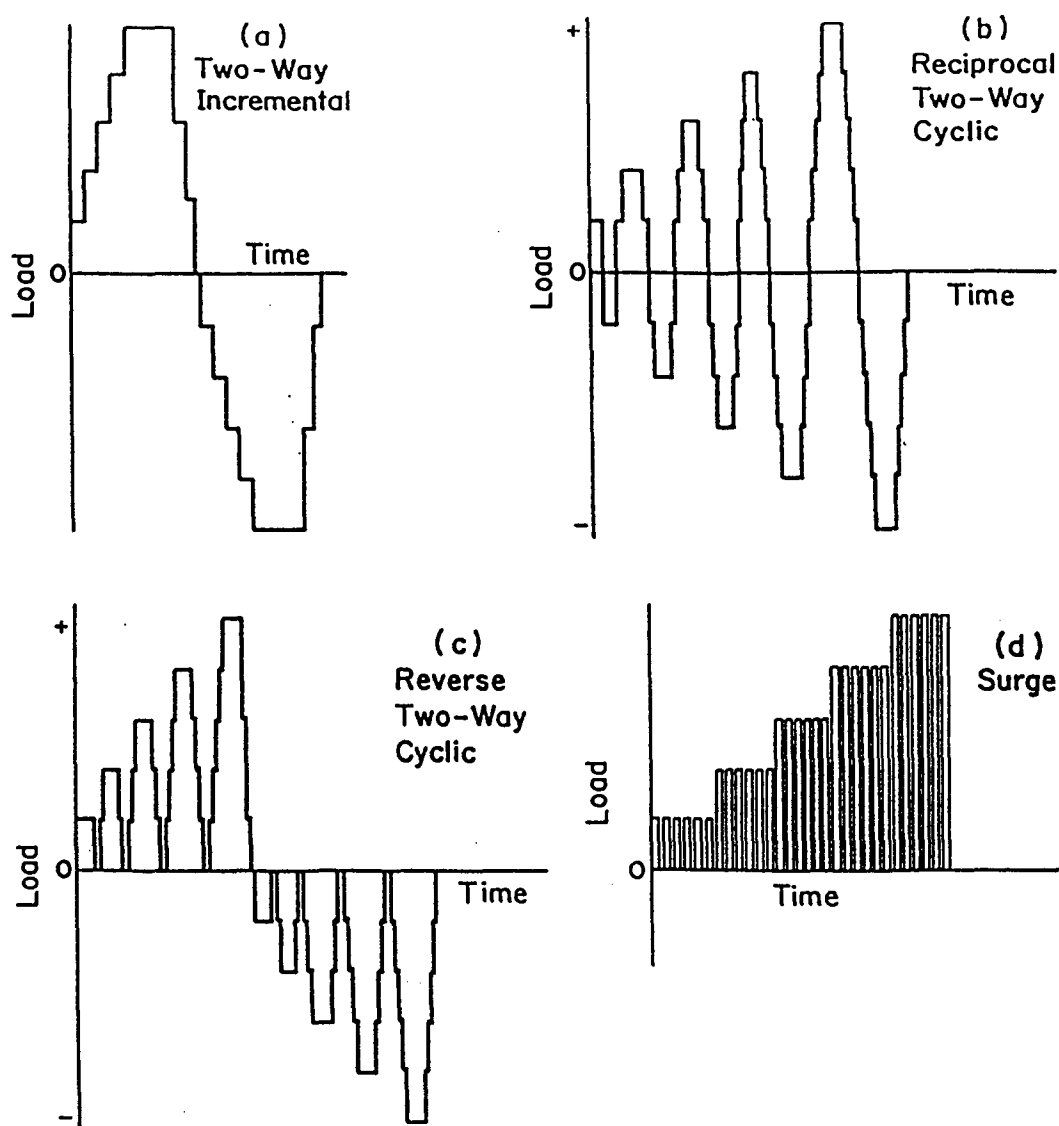 (a)
Two-Way
Incremental
Time
Load
0
(b)
Reciprocal
Two-Way
Cyclic
+
0
-
Load
Time
(c)
Reverse
Two-Way
Cyclic
+
0
-
Load
Time
(d)
Surge
Load
0
Time